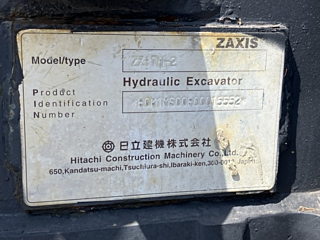 ZAXIS
Model/type
Hydraulic Excavator
Product
Identification
Number
日立建機株式会社
Hitachi Construction Machinery Co.,Ltd.
650,Kandatsu-machi,Tsuchiura-shi,Ibaraki-ken,300-0013 Japan